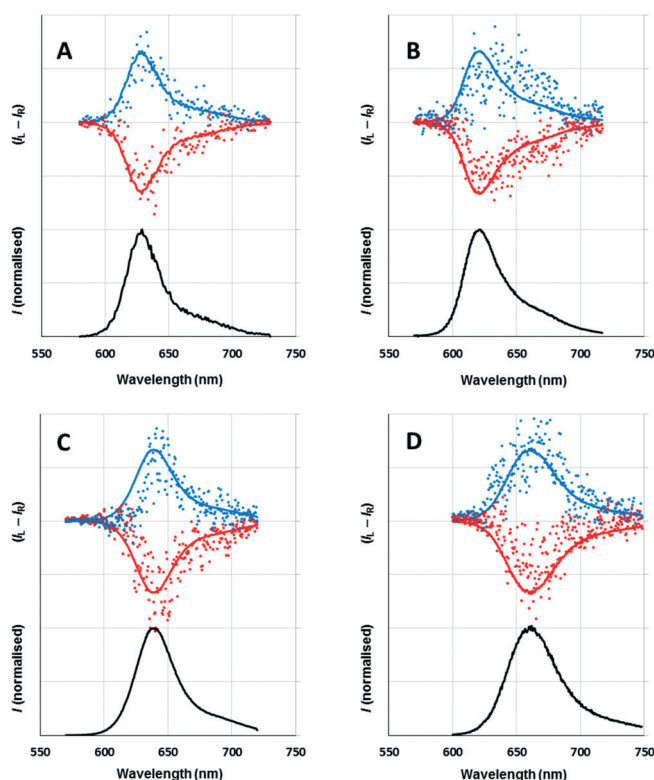 A
B
(I_L – I_R)
(I_L – I_R)
I (normalised)
I (normalised)
550 600 650 700 750
550 600 650 700 750
Wavelength (nm)
Wavelength (nm)
C
D
(I_L – I_R)
(I_L – I_R)
I (normalised)
I (normalised)
550 600 650 700 750
550 600 650 700 750
Wavelength (nm)
Wavelength (nm)